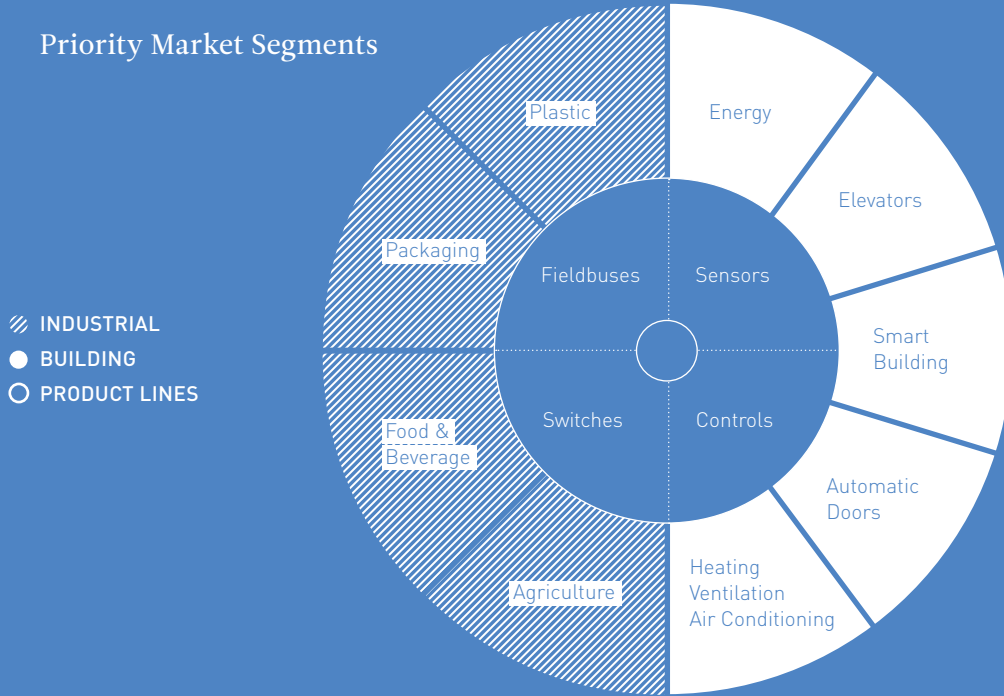 Priority Market Segments
Plastic
Energy
Elevators
Packaging
Fieldbuses
Sensors
INDUSTRIAL
BUILDING
PRODUCT LINES
Smart
Building
Switches
Controls
Food &
Beverage
Automatic
Doors
Agriculture
Heating
Ventilation
Air Conditioning